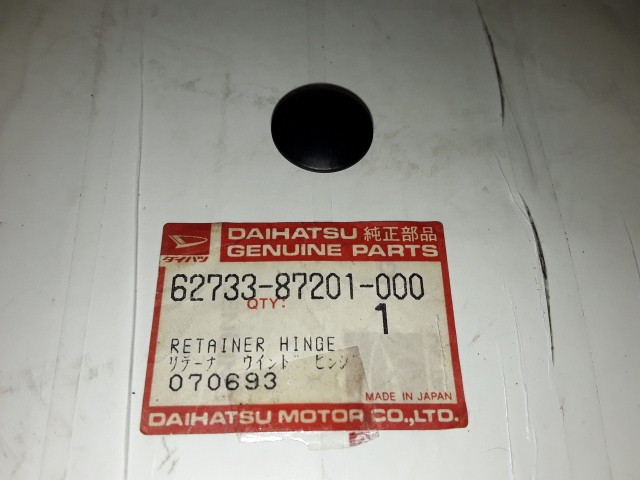 DAIHATSU 純正部品
ダイハツ GENUINE PARTS
62733-87201-000
QTY: 1
RETAINER HINGE
リテーナ ウインド ヒンジ
070693
MADE IN JAPAN
DAIHATSU MOTOR CO.,LTD.